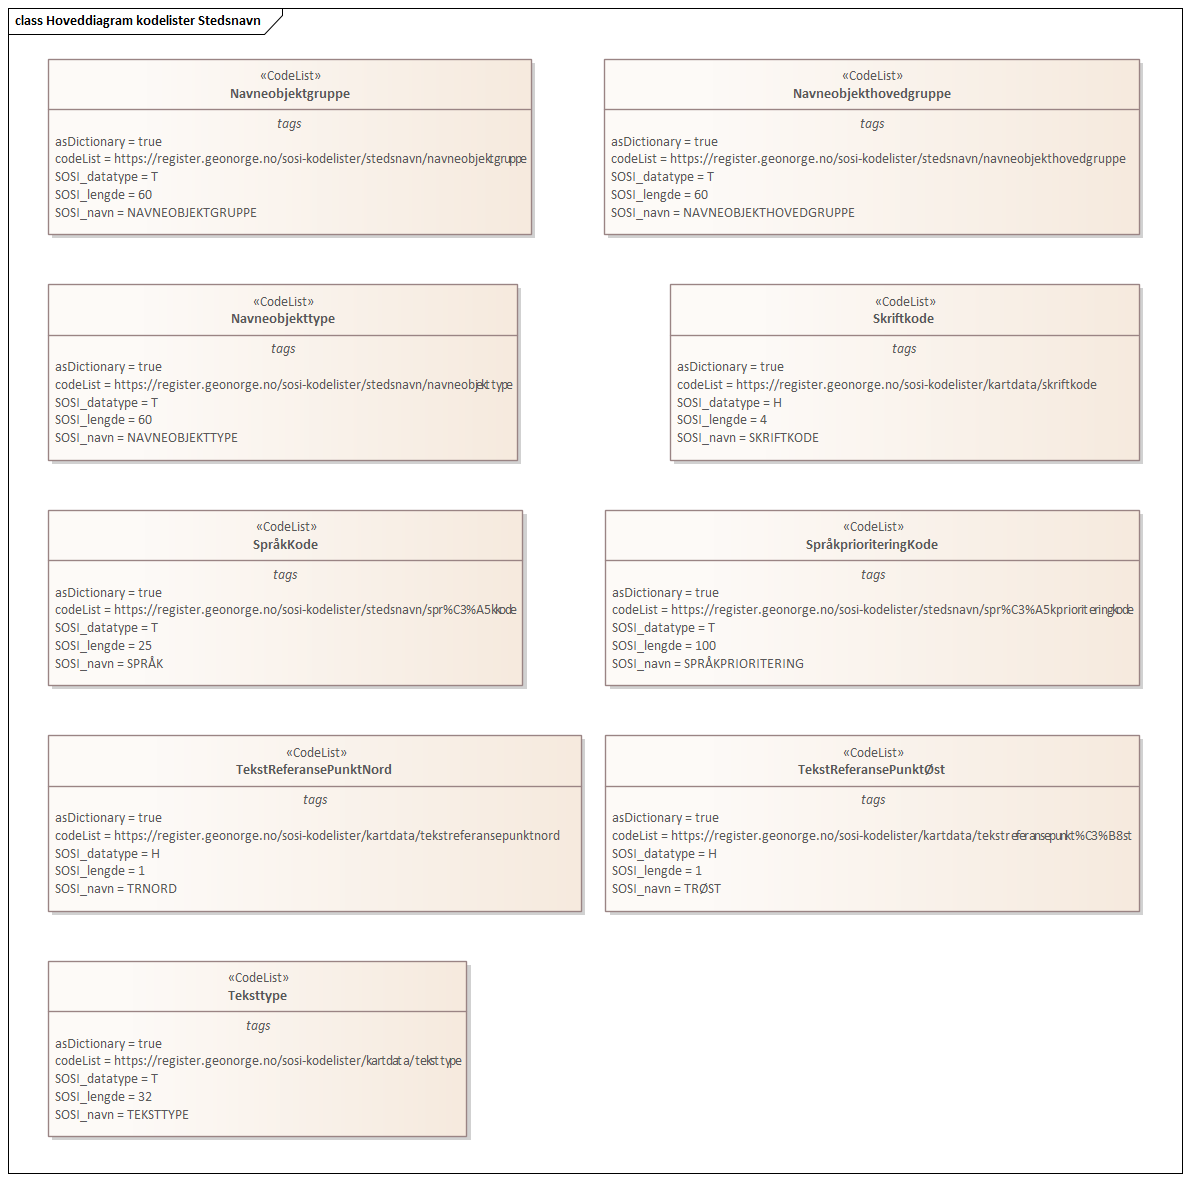 class Hoveddiagram kodelister Stedsnavn
«CodeList»
Navneobjektgruppe
tags
asDictionary = true
codeList = https://register.geonorge.no/sosi-kodelister/stedsnavn/navneobjektgruppe
SOSI_datatype = T
SOSI_lengde = 60
SOSI_navn = NAVNEOBJEKTGRUPPE
«CodeList»
Navneobjekthovedgruppe
tags
asDictionary = true
codeList = https://register.geonorge.no/sosi-kodelister/stedsnavn/navneobjekthovedgruppe
SOSI_datatype = T
SOSI_lengde = 60
SOSI_navn = NAVNEOBJEKTHOVEDGRUPPE
«CodeList»
Navneobjekttype
tags
asDictionary = true
codeList = https://register.geonorge.no/sosi-kodelister/stedsnavn/navneobjekttype
SOSI_datatype = T
SOSI_lengde = 60
SOSI_navn = NAVNEOBJEKTTYPE
«CodeList»
Skriftkode
tags
asDictionary = true
codeList = https://register.geonorge.no/sosi-kodelister/kartdata/skriftkode
SOSI_datatype = H
SOSI_lengde = 4
SOSI_navn = SKRIFTKODE
«CodeList»
SpråkKode
tags
asDictionary = true
codeList = https://register.geonorge.no/sosi-kodelister/stedsnavn/spr%C3%A5kkode
SOSI_datatype = T
SOSI_lengde = 25
SOSI_navn = SPRÅK
«CodeList»
SpråkprioriteringKode
tags
asDictionary = true
codeList = https://register.geonorge.no/sosi-kodelister/stedsnavn/spr%C3%A5kprioriteringkode
SOSI_datatype = T
SOSI_lengde = 100
SOSI_navn = SPRÅKPRIORITERING
«CodeList»
TekstReferansePunktNord
tags
asDictionary = true
codeList = https://register.geonorge.no/sosi-kodelister/kartdata/tekstreferansepunktnord
SOSI_datatype = H
SOSI_lengde = 1
SOSI_navn = TRNORD
«CodeList»
TekstReferansePunktØst
tags
asDictionary = true
codeList = https://register.geonorge.no/sosi-kodelister/kartdata/tekstreferansepunkt%C3%B8st
SOSI_datatype = H
SOSI_lengde = 1
SOSI_navn = TRØST
«CodeList»
Teksttype
tags
asDictionary = true
codeList = https://register.geonorge.no/sosi-kodelister/kartdata/teksttype
SOSI_datatype = T
SOSI_lengde = 32
SOSI_navn = TEKSTTYPE